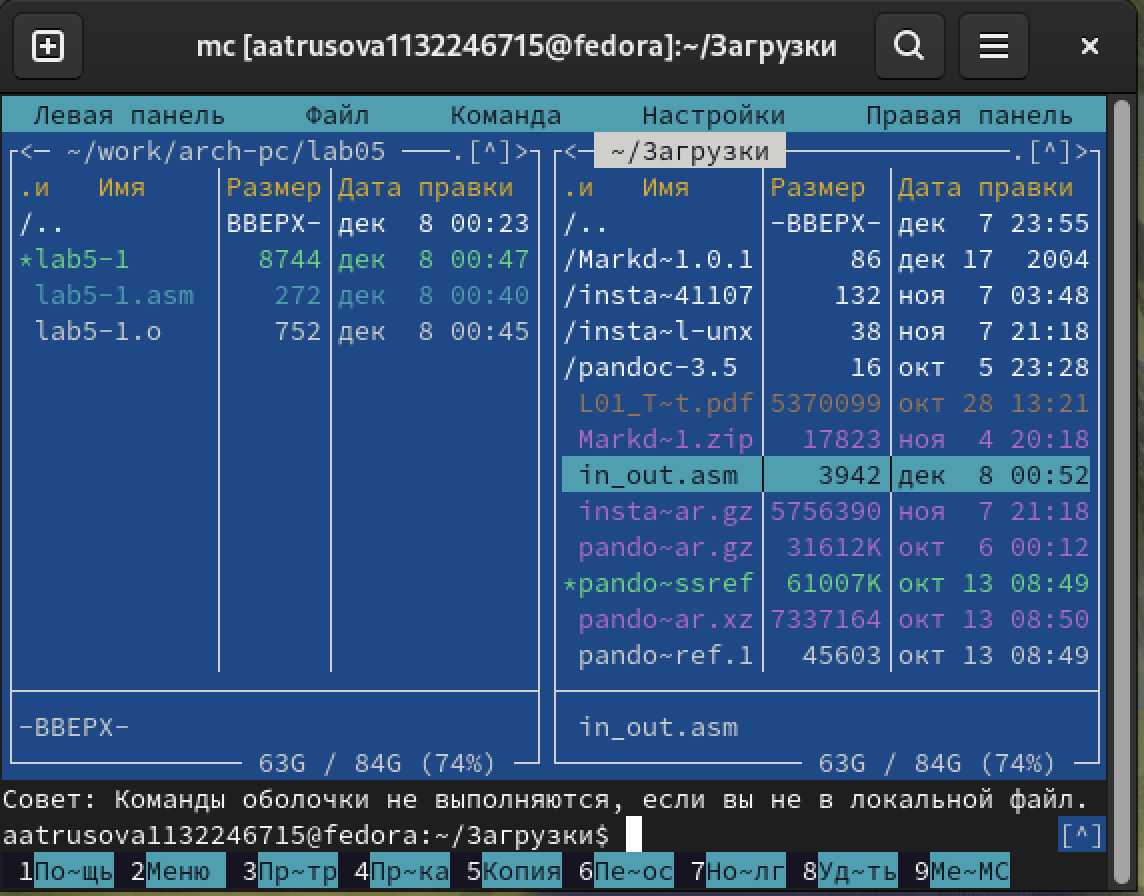 mc [aatrusova1132246715@fedora]:~/Загрузки
Левая панель Файл Команда Настройки Правая панель
<─ ~/work/arch-pc/lab05 ───.[^]> <─ ~/Загрузки ───.[^]>
.и Имя Размер Дата правки .и Имя Размер Дата правки
/.. ВВЕРХ- дек 8 00:23 /.. -ВВЕРХ- дек 7 23:55
*lab5-1 8744 дек 8 00:47 /Markd~1.0.1 86 дек 17 2004
lab5-1.asm 272 дек 8 00:40 /insta~41107 132 ноя 7 03:48
lab5-1.o 752 дек 8 00:45 /insta~l-unx 38 ноя 7 21:18
/pandoc-3.5 16 окт 5 23:28
L01_T~t.pdf 5370099 окт 28 13:21
Markd~1.zip 17823 ноя 4 20:18
in_out.asm 3942 дек 8 00:52
insta~ar.gz 5756390 ноя 7 21:18
pando~ar.gz 31612K окт 6 00:12
*pando~ssref 61007K окт 13 08:49
pando~ar.xz 7337164 окт 13 08:50
pando~ref.1 45603 окт 13 08:49
-ВВЕРХ- in_out.asm
63G / 84G (74%) 63G / 84G (74%)
Совет: Команды оболочки не выполняются, если вы не в локальной файл.
aatrusova1132246715@fedora:~/Загрузки$ [^]
1По~щь 2Меню 3Пр~тр 4Пр~ка 5Копия 6Пе~ос 7Но~лг 8Уд~ть 9Ме~МС